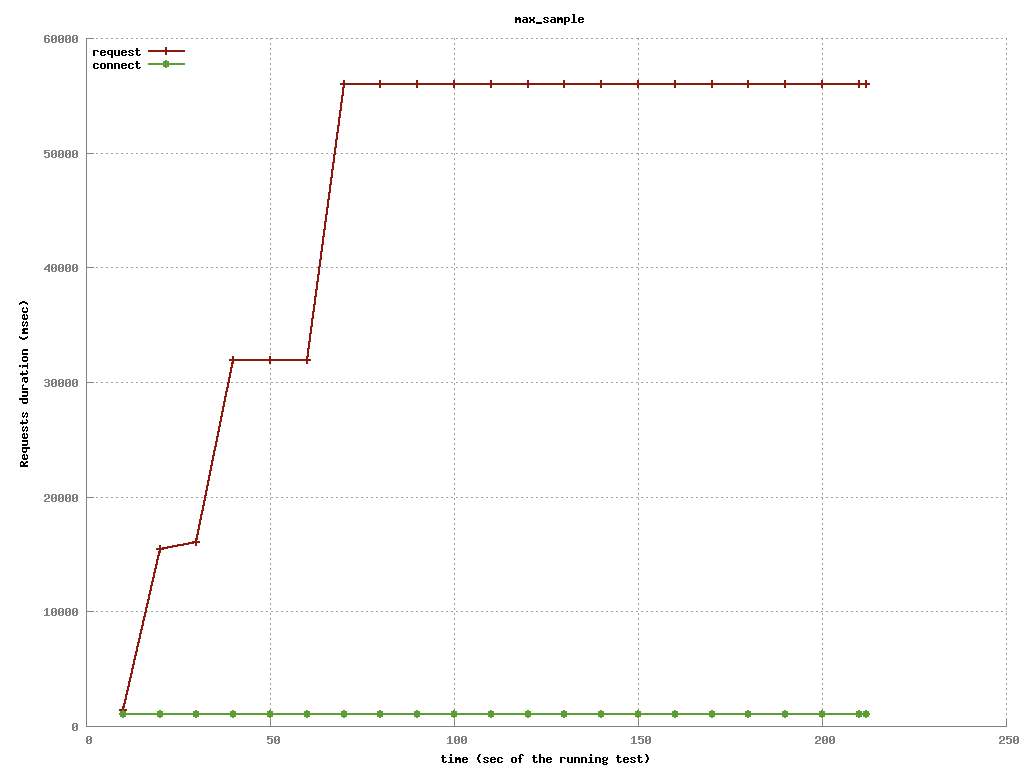 max_sample
60000
request
connect
50000
40000
Requests duration (msec)
30000
20000
10000
0
0 50 100 150 200 250
time (sec of the running test)